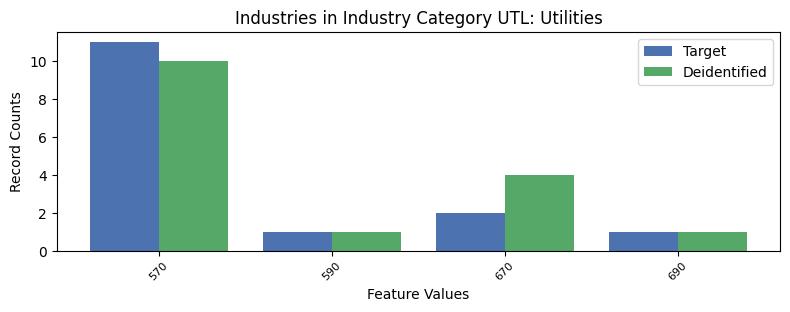 Industries in Industry Category UTL: Utilities
Target
Deidentified
Record Counts
10
8
6
4
2
0
570
590
670
690
Feature Values